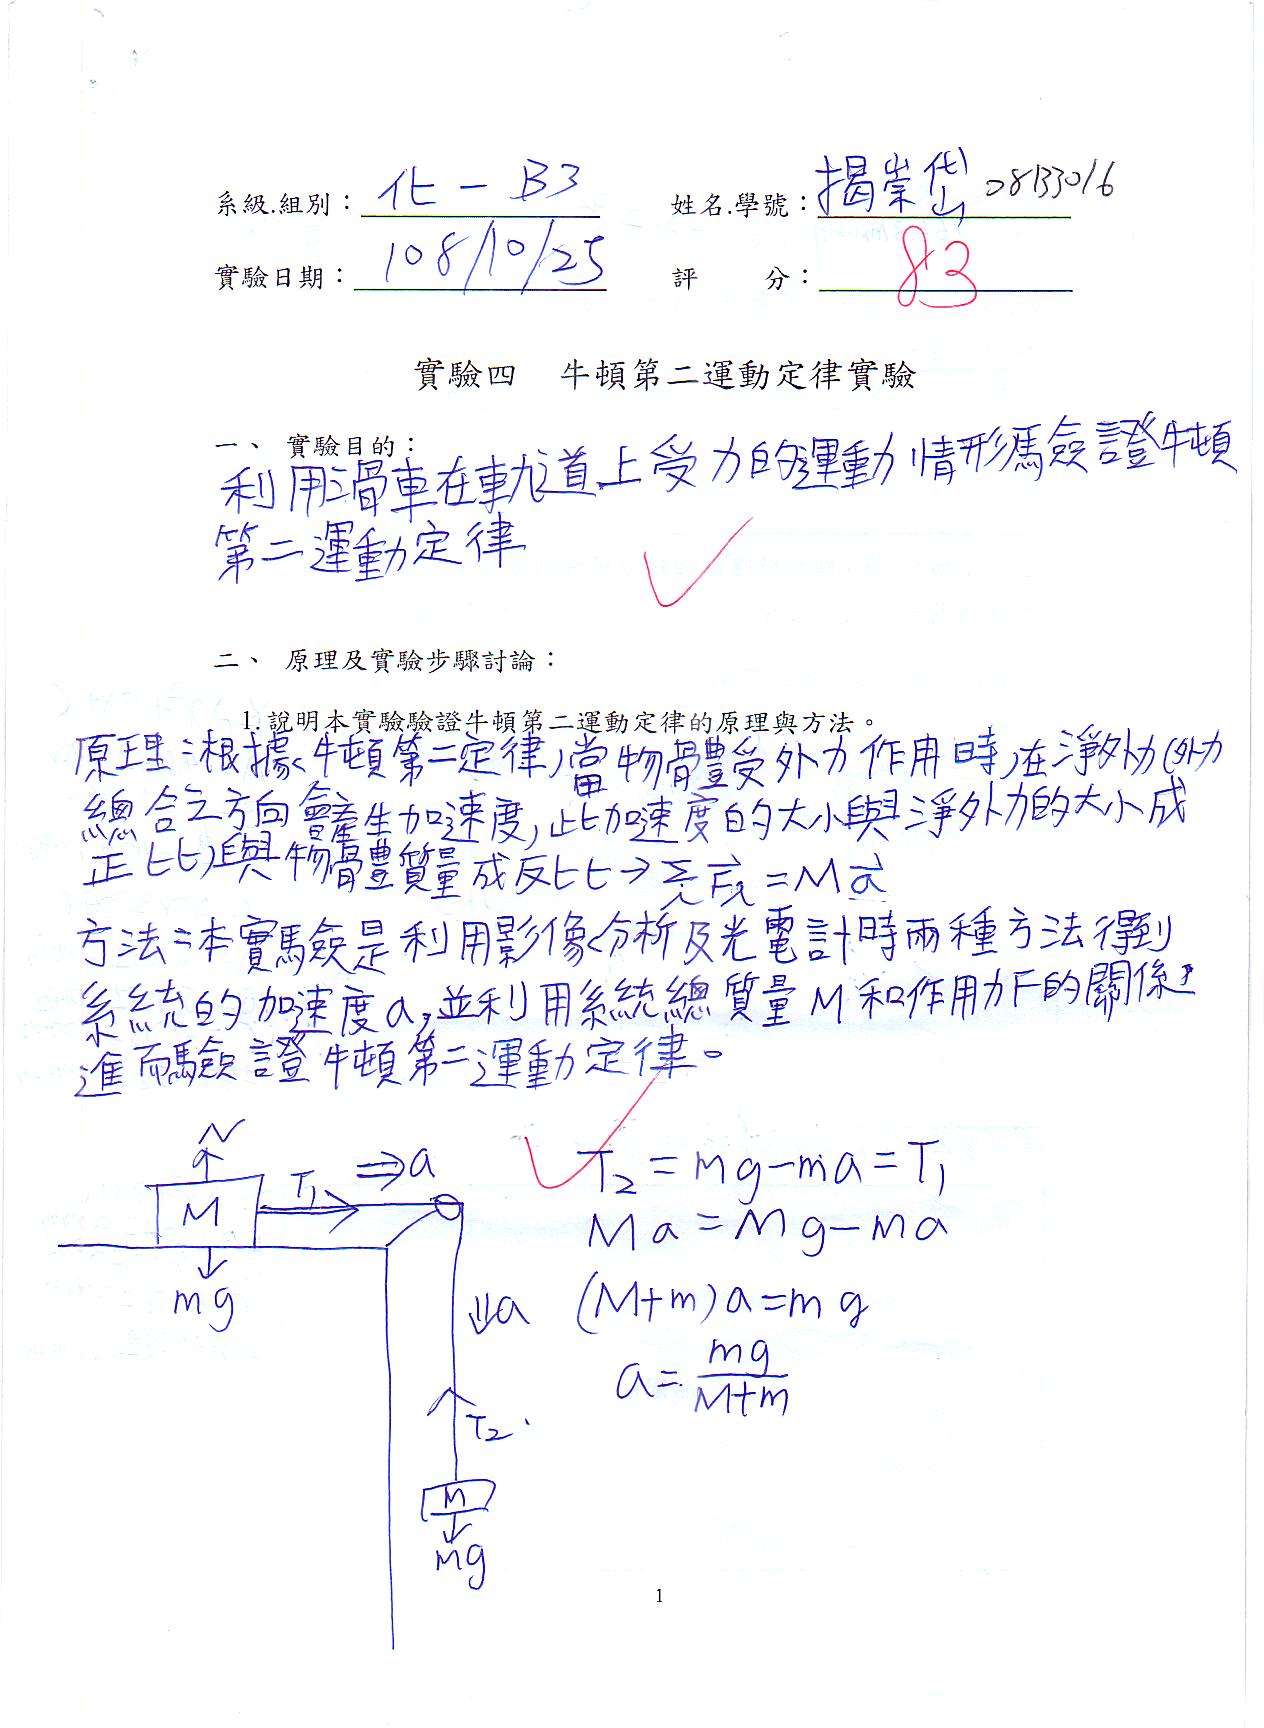 系級.組別：化一 B3 姓名.學號：揭崇岱 08133016
實驗日期：108/10/25 評 分：83
實驗四 牛頓第二運動定律實驗
一、 實驗目的：
利用滑車在軌道上受力的運動情形驗證牛頓
第二運動定律
二、 原理及實驗步驟討論：
1.說明本實驗驗證牛頓第二運動定律的原理與方法。
原理：根據牛頓第二定律，當物體受外力作用時，在淨外力(外力
總合之方向會產生加速度，此加速度的大小與淨外力的大小成
正比)與物體質量成反比→ΣF⃗ᵢ=Ma⃗
方法：本實驗是利用影像分析及光電計時兩種方法得到
系統的加速度a，並利用系統總質量M和作用力F的關係
進而驗證牛頓第二運動定律。
N
T₁ ⇒a
M
mg
⇓a
T₂
M
mg
T₂=mg-ma=T₁
Ma=Mg-ma
(M+m)a=mg
a=mg/M+m
1